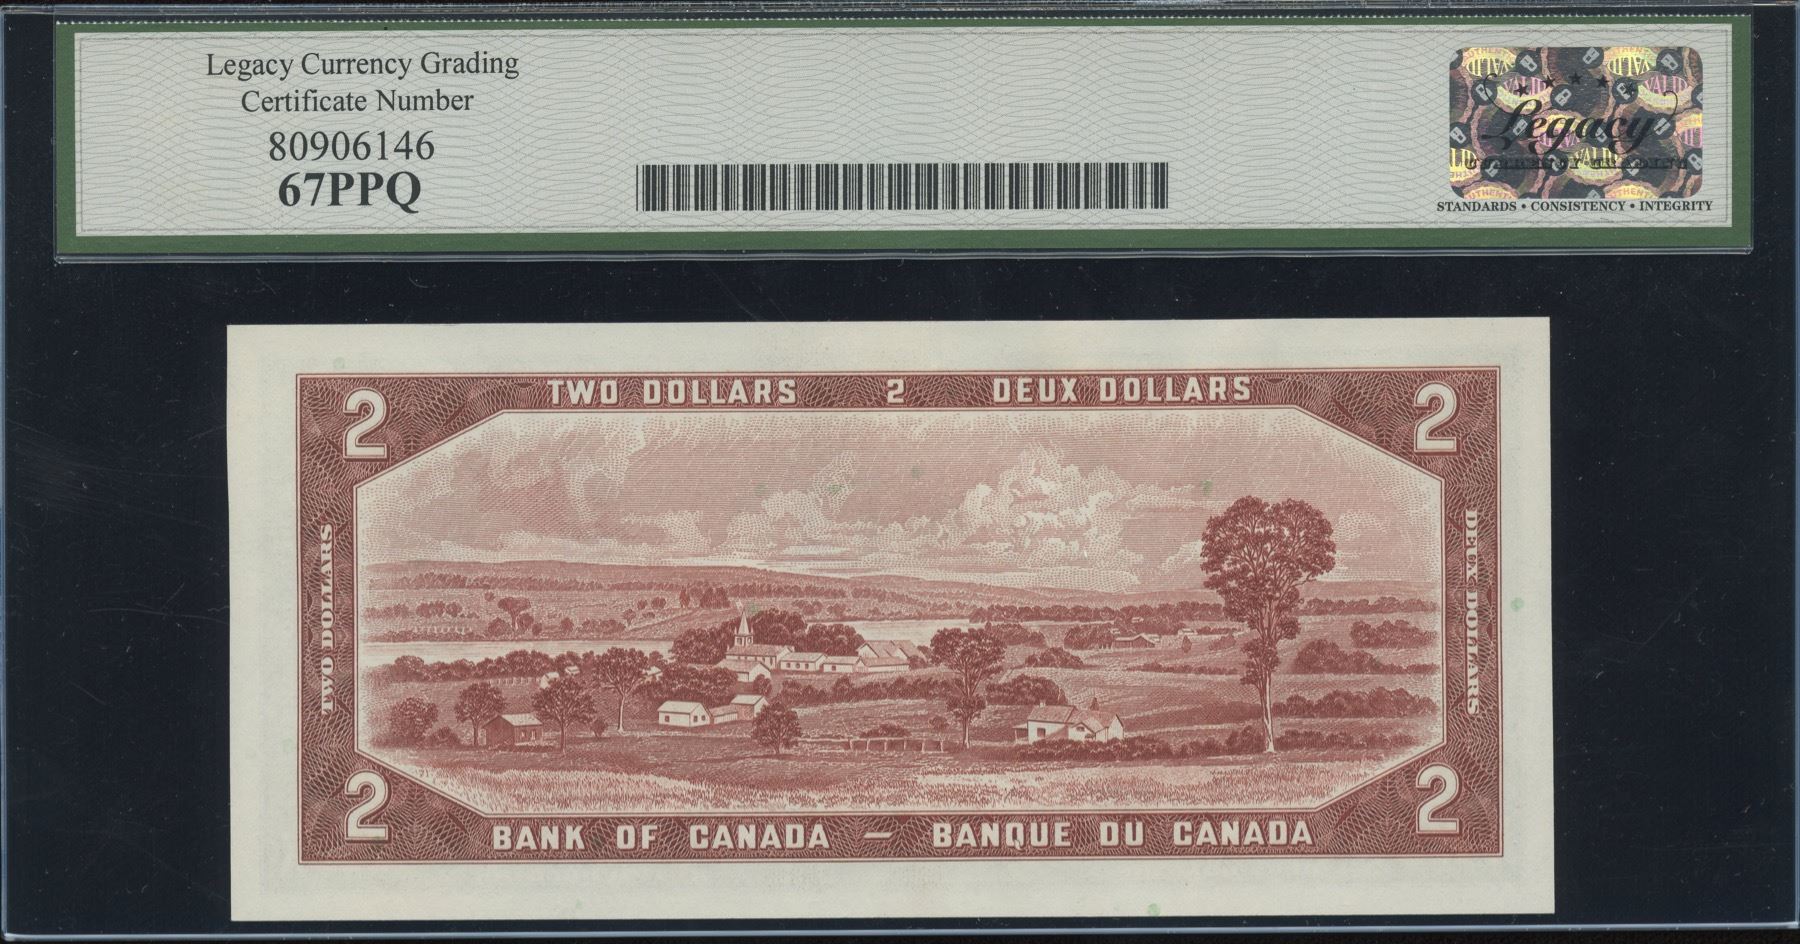 Legacy Currency Grading
Certificate Number
80906146
67PPQ
Legacy
STANDARDS • CONSISTENCY • INTEGRITY
TWO DOLLARS 2 DEUX DOLLARS
2 2
TWO DOLLARS
DEUX DOLLARS
2 2
BANK OF CANADA — BANQUE DU CANADA